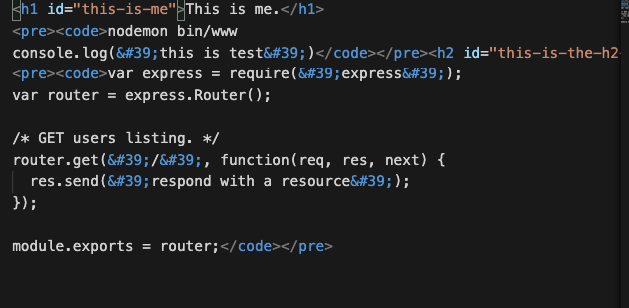 <h1 id="this-is-me">This is me.</h1>
<pre><code>nodemon bin/www
console.log(&#39;this is test&#39;)</code></pre><h2 id="this-is-the-h2-
<pre><code>var express = require(&#39;express&#39;);
var router = express.Router();

/* GET users listing. */
router.get(&#39;/&#39;, function(req, res, next) {
  res.send(&#39;respond with a resource&#39;);
});

module.exports = router;</code></pre>